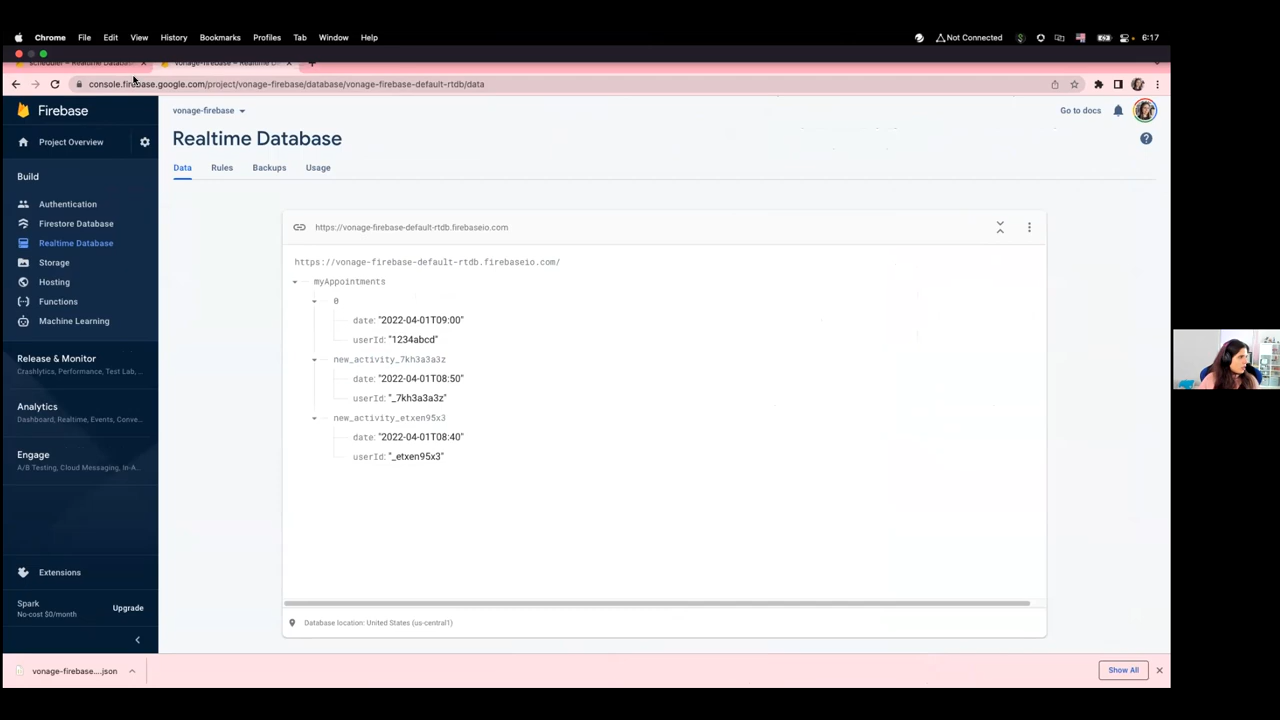 Chrome File Edit View History Bookmarks Profiles Tab Window Help Not Connected 6:17
scheduler – Realtime Databa vonage-firebase – Realtime
console.firebase.google.com/project/vonage-firebase/database/vonage-firebase-default-rtdb/data
Firebase
vonage-firebase
Go to docs
Project Overview
Realtime Database
Data Rules Backups Usage
Build
Authentication
Firestore Database
Realtime Database
Storage
Hosting
Functions
Machine Learning
Release & Monitor
Crashlytics, Performance, Test Lab, ...
Analytics
Dashboard, Realtime, Events, Conve...
Engage
A/B Testing, Cloud Messaging, In-A...
Extensions
Spark
No-cost $0/month
Upgrade
https://vonage-firebase-default-rtdb.firebaseio.com
https://vonage-firebase-default-rtdb.firebaseio.com/
myAppointments
0
date: "2022-04-01T09:00"
userId: "1234abcd"
new_activity_7kh3a3a3z
date: "2022-04-01T08:50"
userId: "_7kh3a3a3z"
new_activity_etxen95x3
date: "2022-04-01T08:40"
userId: "_etxen95x3"
Database location: United States (us-central1)
vonage-firebase....json
Show All